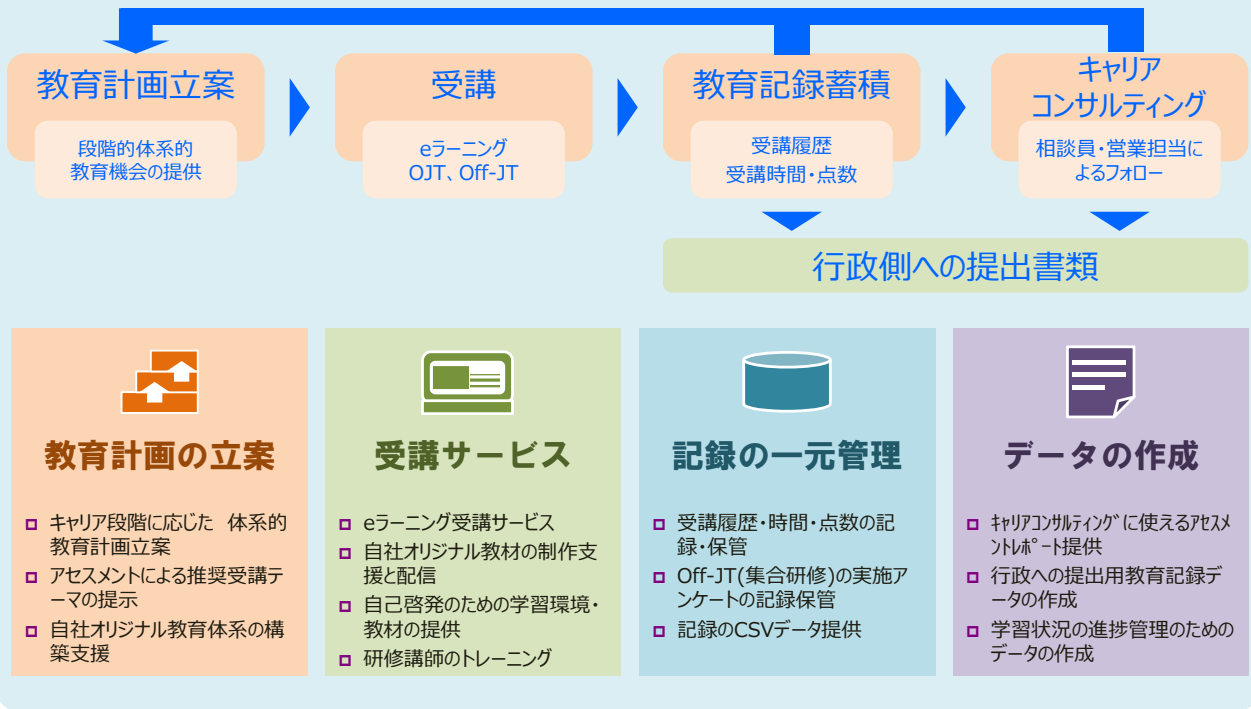 教育計画立案
段階的体系的
教育機会の提供
受講
eラーニング
OJT、Off-JT
教育記録蓄積
受講履歴
受講時間・点数
キャリア
コンサルティング
相談員・営業担当に
よるフォロー
行政側への提出書類
教育計画の立案
キャリア段階に応じた 体系的
教育計画立案
アセスメントによる推奨受講テ
ーマの提示
自社オリジナル教育体系の構
築支援
受講サービス
eラーニング受講サービス
自社オリジナル教材の制作支
援と配信
自己啓発のための学習環境・
教材の提供
研修講師のトレーニング
記録の一元管理
受講履歴・時間・点数の記
録・保管
Off-JT(集合研修)の実施ア
ンケートの記録保管
記録のCSVデータ提供
データの作成
ｷｬﾘｱｺﾝｻﾙﾃｨﾝｸﾞに使えるｱｾｽﾒ
ﾝﾄﾚﾎﾟｰﾄ提供
行政への提出用教育記録デ
ータの作成
学習状況の進捗管理のための
データの作成